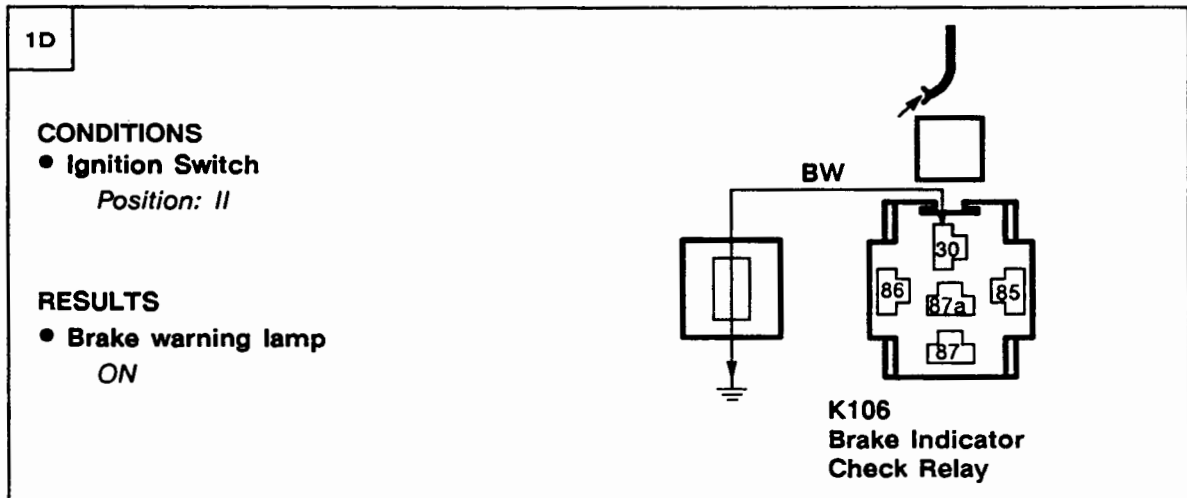 1D
CONDITIONS
● Ignition Switch
Position: II
RESULTS
● Brake warning lamp
ON
BW
30
86
87a
85
87
K106
Brake Indicator
Check Relay